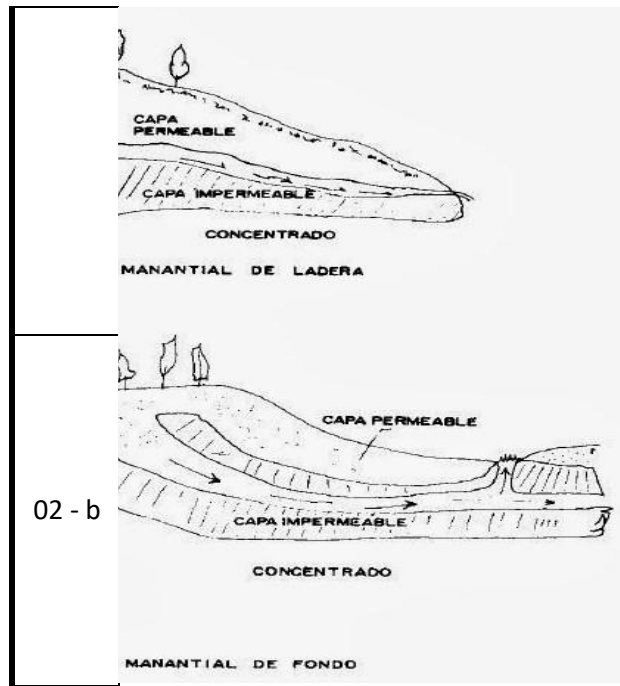 CAPA
PERMEABLE
CAPA IMPERMEABLE
CONCENTRADO
MANANTIAL DE LADERA
02 - b
CAPA PERMEABLE
CAPA IMPERMEABLE
CONCENTRADO
MANANTIAL DE FONDO